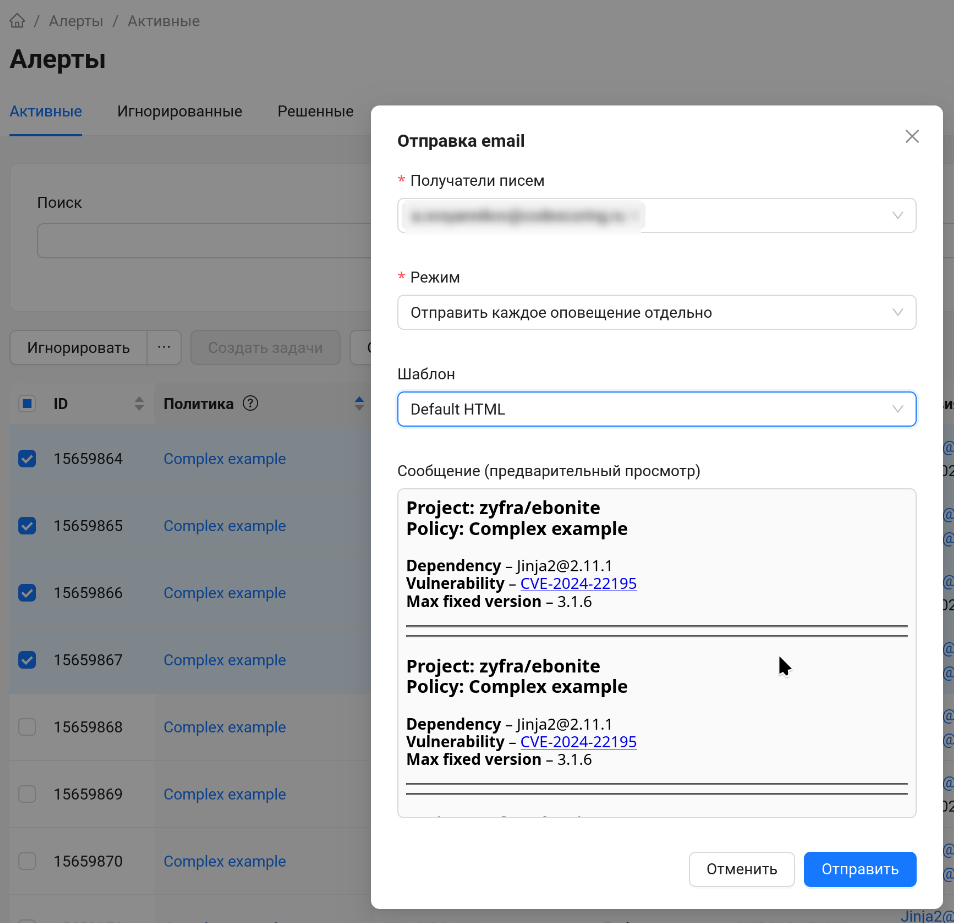 / Алерты / Активные
Алерты
Активные Игнорированные Решенные
Поиск
Игнорировать ··· Создать задачи
ID Политика ?
15659864 Complex example
15659865 Complex example
15659866 Complex example
15659867 Complex example
15659868 Complex example
15659869 Complex example
15659870 Complex example
Jinja2@
Отправка email
* Получатели писем
* Режим
Отправить каждое оповещение отдельно
Шаблон
Default HTML
Сообщение (предварительный просмотр)
Project: zyfra/ebonite
Policy: Complex example
Dependency – Jinja2@2.11.1
Vulnerability – CVE-2024-22195
Max fixed version – 3.1.6
Project: zyfra/ebonite
Policy: Complex example
Dependency – Jinja2@2.11.1
Vulnerability – CVE-2024-22195
Max fixed version – 3.1.6
Отменить Отправить